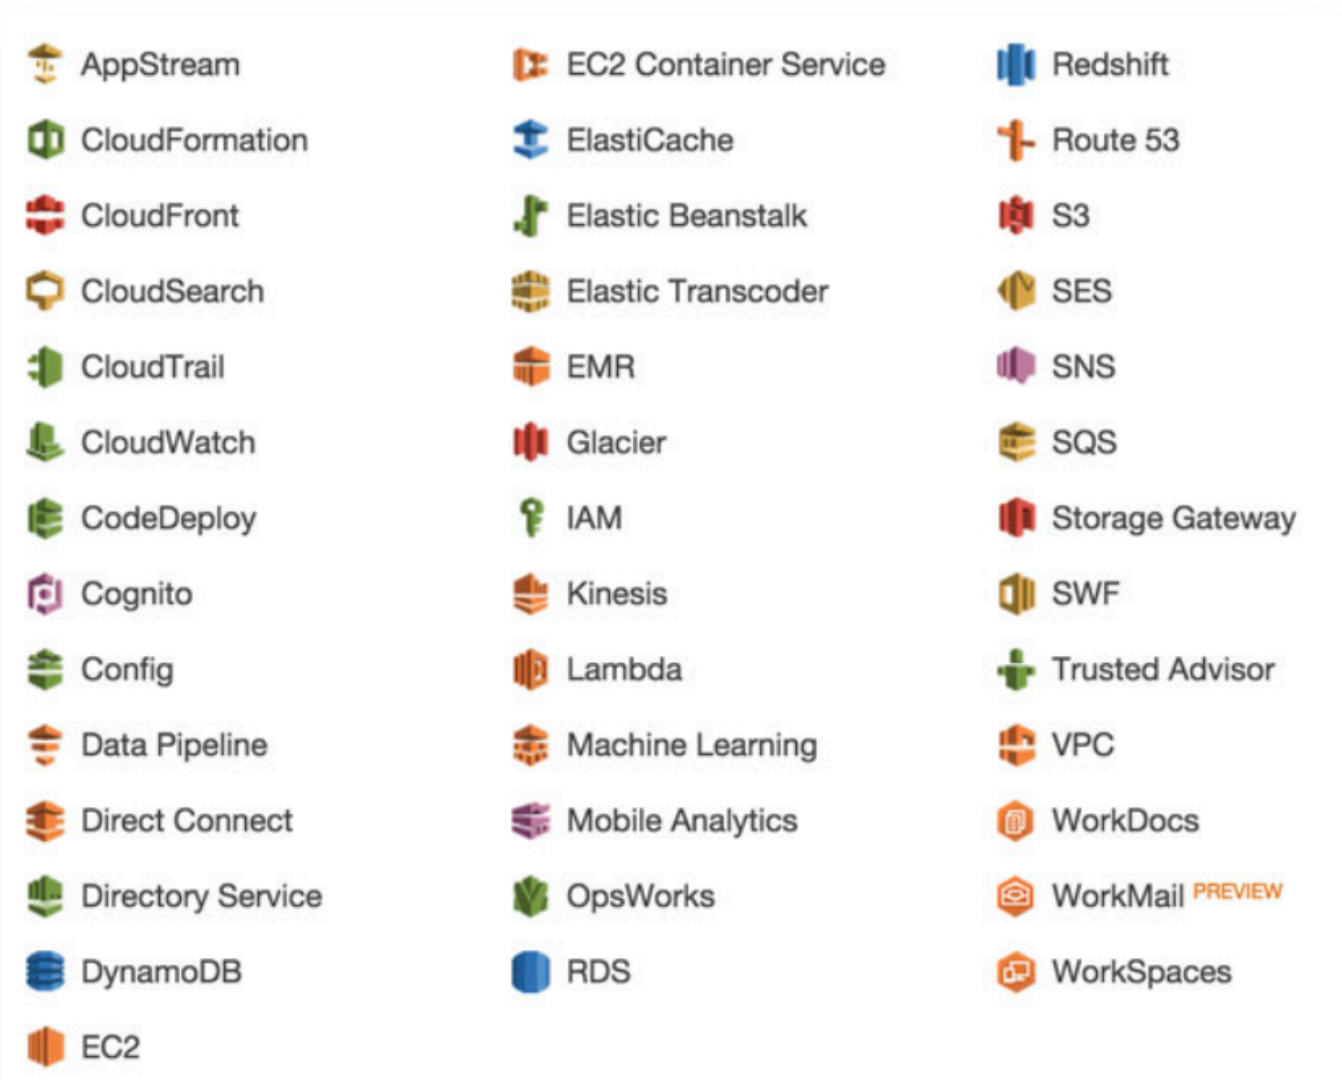 AppStream
CloudFormation
CloudFront
CloudSearch
CloudTrail
CloudWatch
CodeDeploy
Cognito
Config
Data Pipeline
Direct Connect
Directory Service
DynamoDB
EC2
EC2 Container Service
ElastiCache
Elastic Beanstalk
Elastic Transcoder
EMR
Glacier
IAM
Kinesis
Lambda
Machine Learning
Mobile Analytics
OpsWorks
RDS
Redshift
Route 53
S3
SES
SNS
SQS
Storage Gateway
SWF
Trusted Advisor
VPC
WorkDocs
WorkMail PREVIEW
WorkSpaces